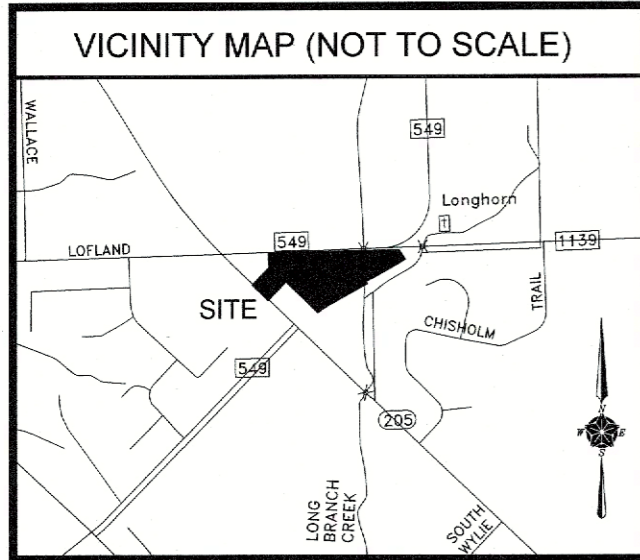 VICINITY MAP (NOT TO SCALE)
WALLACE
549
Longhorn
LOFLAND
549
1139
SITE
TRAIL
CHISHOLM
549
205
N
W E
S
LONG
BRANCH
CREEK
SOUTH
WYLIE